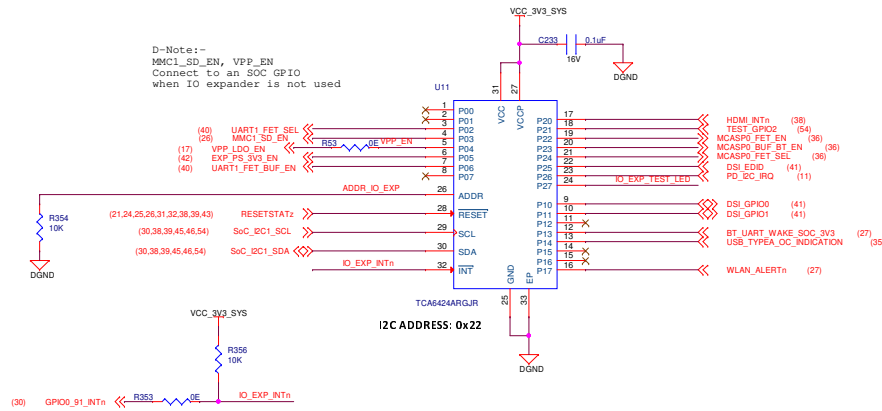 VCC_3V3_SYS
C233
0.1uF
16V
DGND
D-Note:-
MMC1_SD_EN, VPP_EN
Connect to an SOC GPIO
when IO expander is not used
U11
31
27
VCC
VCCP
1
P00
2
P01
(40) UART1_FET_SEL 3 P02
(26) MMC1_SD_EN 4 P03
(17) VPP_LDO_EN R53 0E VPP_EN 5 P04
(42) EXP_PS_3V3_EN 6 P05
(40) UART1_FET_BUF_EN 7 P06
8 P07
ADDR_IO_EXP 26 ADDR
R354
10K
DGND
(21,24,25,26,31,32,38,39,43) RESETSTATz 28 RESET
(30,38,39,45,46,54) SoC_I2C1_SCL 29 SCL
(30,38,39,45,46,54) SoC_I2C1_SDA 30 SDA
IO_EXP_INTn 32 INT
P20 17 HDMI_INTn (38)
P21 18 TEST_GPIO2 (54)
P22 19 MCASP0_FET_EN (36)
P23 20 MCASP0_BUF_BT_EN (36)
P24 21 MCASP0_FET_SEL (36)
P25 22 DSI_EDID (41)
P26 23 PD_I2C_IRQ (11)
P27 24 IO_EXP_TEST_LED
P10 9 DSI_GPIO0 (41)
P11 10 DSI_GPIO1 (41)
P12 11
P13 12 BT_UART_WAKE_SOC_3V3 (27)
P14 13 USB_TYPEA_OC_INDICATION (35
P15 14
P16 15
P17 16 WLAN_ALERTn (27)
GND
EP
25
33
TCA6424ARGJR
I2C ADDRESS: 0x22
DGND
VCC_3V3_SYS
R356
10K
(30) GPIO0_91_INTn R353 0E IO_EXP_INTn